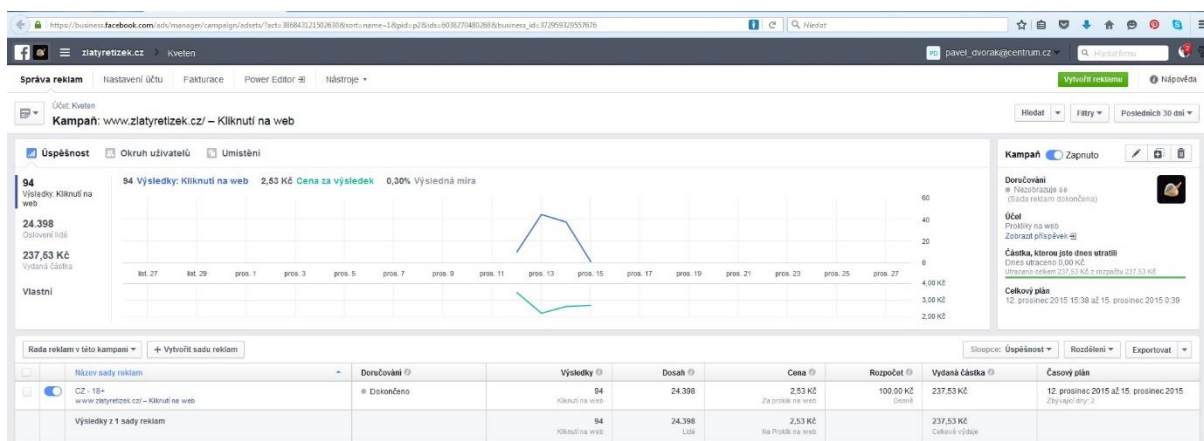 https://business.facebook.com/ads/manager/campaign/adsets/?act=386843121502630&sort=name~1&pid=p2&ids=6038270480268&business_id=372959329557676
Hledat
zlatyretizek.cz > Kveten
PD pavel_dvorak@centrum.cz
Hledat firmu
Správa reklam Nastavení účtu Fakturace Power Editor Nástroje
Vytvořit reklamu Nápověda
Účet: Kveten
Kampaň: www.zlatyretizek.cz/ – Kliknutí na web
Hledat Filtry Posledních 30 dní
Úspěšnost Okruh uživatelů Umístění
94
Výsledky: Kliknutí na web
24.398
Oslovení lidé
237,53 Kč
Vydaná částka
Vlastní
94 Výsledky: Kliknutí na web 2,53 Kč Cena za výsledek 0,30% Výsledná míra
60
40
20
0
list. 27 list. 29 pros. 1 pros. 3 pros. 5 pros. 7 pros. 9 pros. 11 pros. 13 pros. 15 pros. 17 pros. 19 pros. 21 pros. 23 pros. 25 pros. 27
4,00 Kč
3,00 Kč
2,00 Kč
Kampaň Zapnuto
Doručování
Nezobrazuje se
(Sada reklam dokončena)
Účel
Prokliky na web
Zobrazit příspěvek
Částka, kterou jste dnes utratili
Dnes utraceno 0,00 Kč
Utraceno celkem 237,53 Kč z rozpočtu 237,53 Kč
Celkový plán
12. prosinec 2015 15:38 až 15. prosinec 2015 0:39
Řada reklam v této kampani + Vytvořit sadu reklam
Sloupce: Úspěšnost Rozdělení Exportovat
Název sady reklam Doručování Výsledky Dosah Cena Rozpočet Vydaná částka Časový plán
CZ - 18+ Dokončeno 94 24.398 2,53 Kč 100,00 Kč 237,53 Kč 12. prosinec 2015 až 15. prosinec 2015
www.zlatyretizek.cz/ – Kliknutí na web Kliknutí na web Za proklik na web Denně Zbývající dny: 2
Výsledky z 1 sady reklam 94 24.398 2,53 Kč 237,53 Kč
Kliknutí na web Lidé Na Proklik na web Celkové výdaje